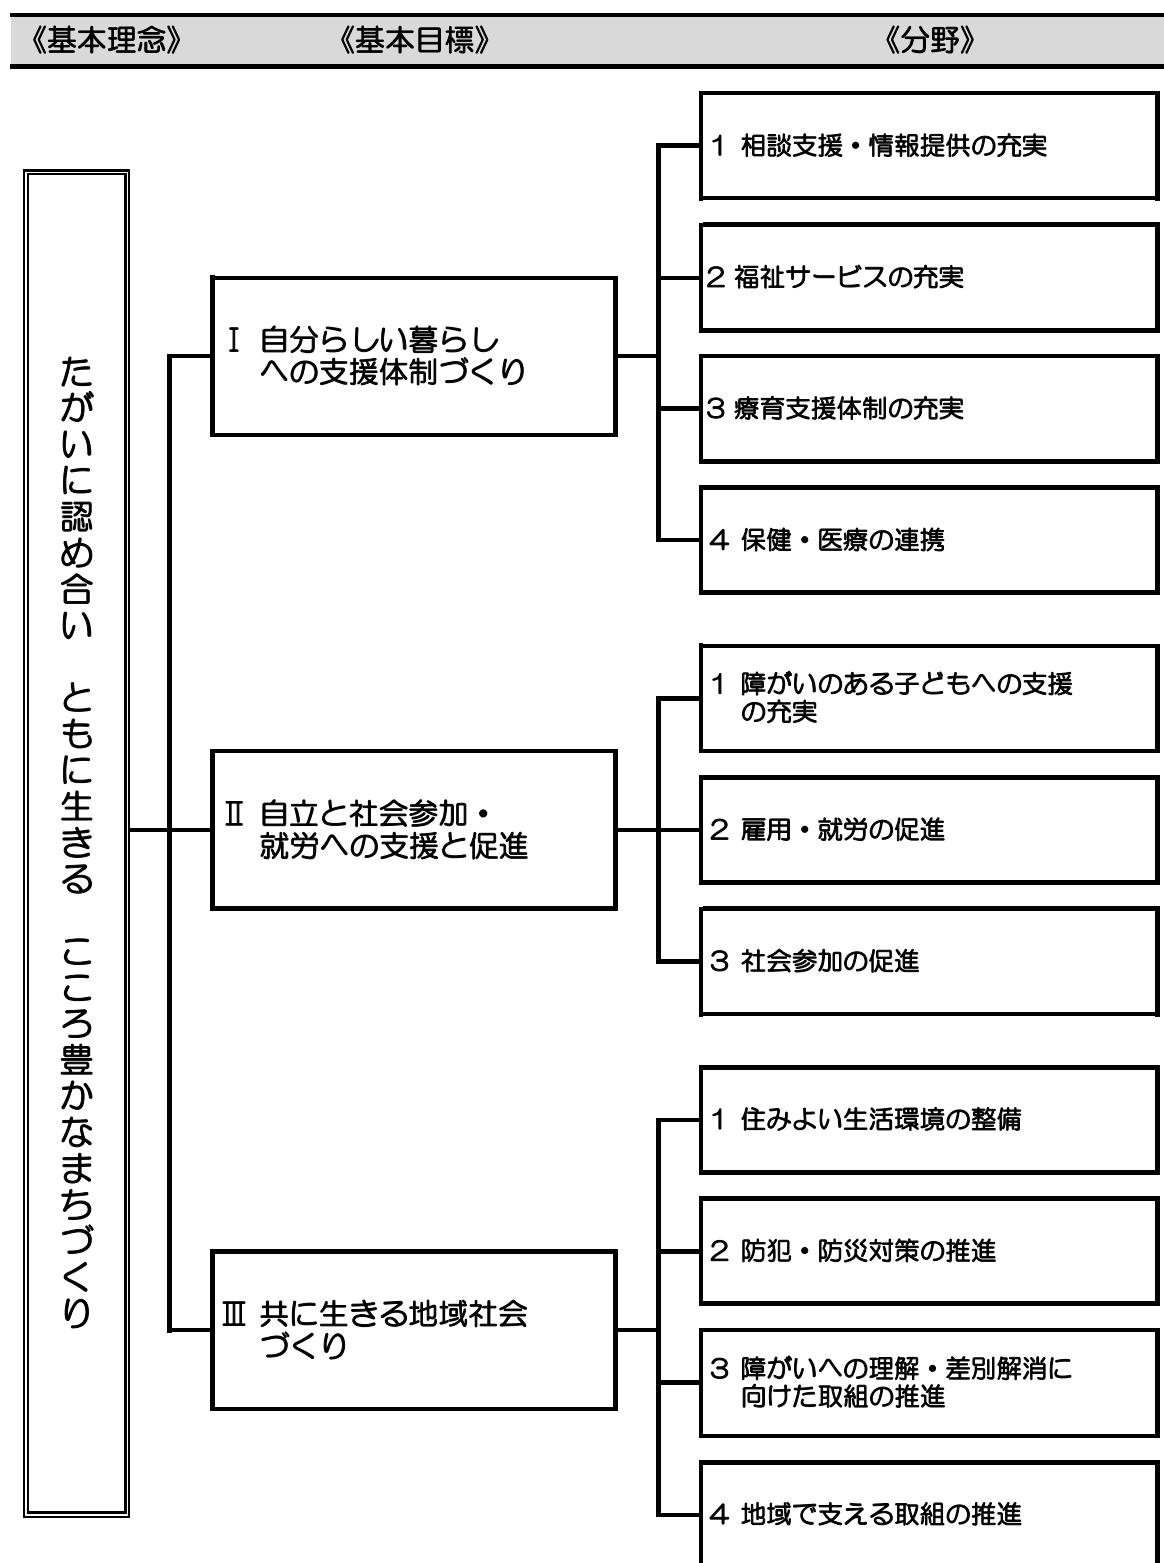 《基本理念》 《基本目標》 《分野》
たがいに認め合い　ともに生きる　こころ豊かなまちづくり
Ⅰ 自分らしい暮らし
への支援体制づくり
1 相談支援・情報提供の充実
2 福祉サービスの充実
3 療育支援体制の充実
4 保健・医療の連携
Ⅱ 自立と社会参加・
就労への支援と促進
1 障がいのある子どもへの支援
の充実
2 雇用・就労の促進
3 社会参加の促進
Ⅲ 共に生きる地域社会
づくり
1 住みよい生活環境の整備
2 防犯・防災対策の推進
3 障がいへの理解・差別解消に
向けた取組の推進
4 地域で支える取組の推進